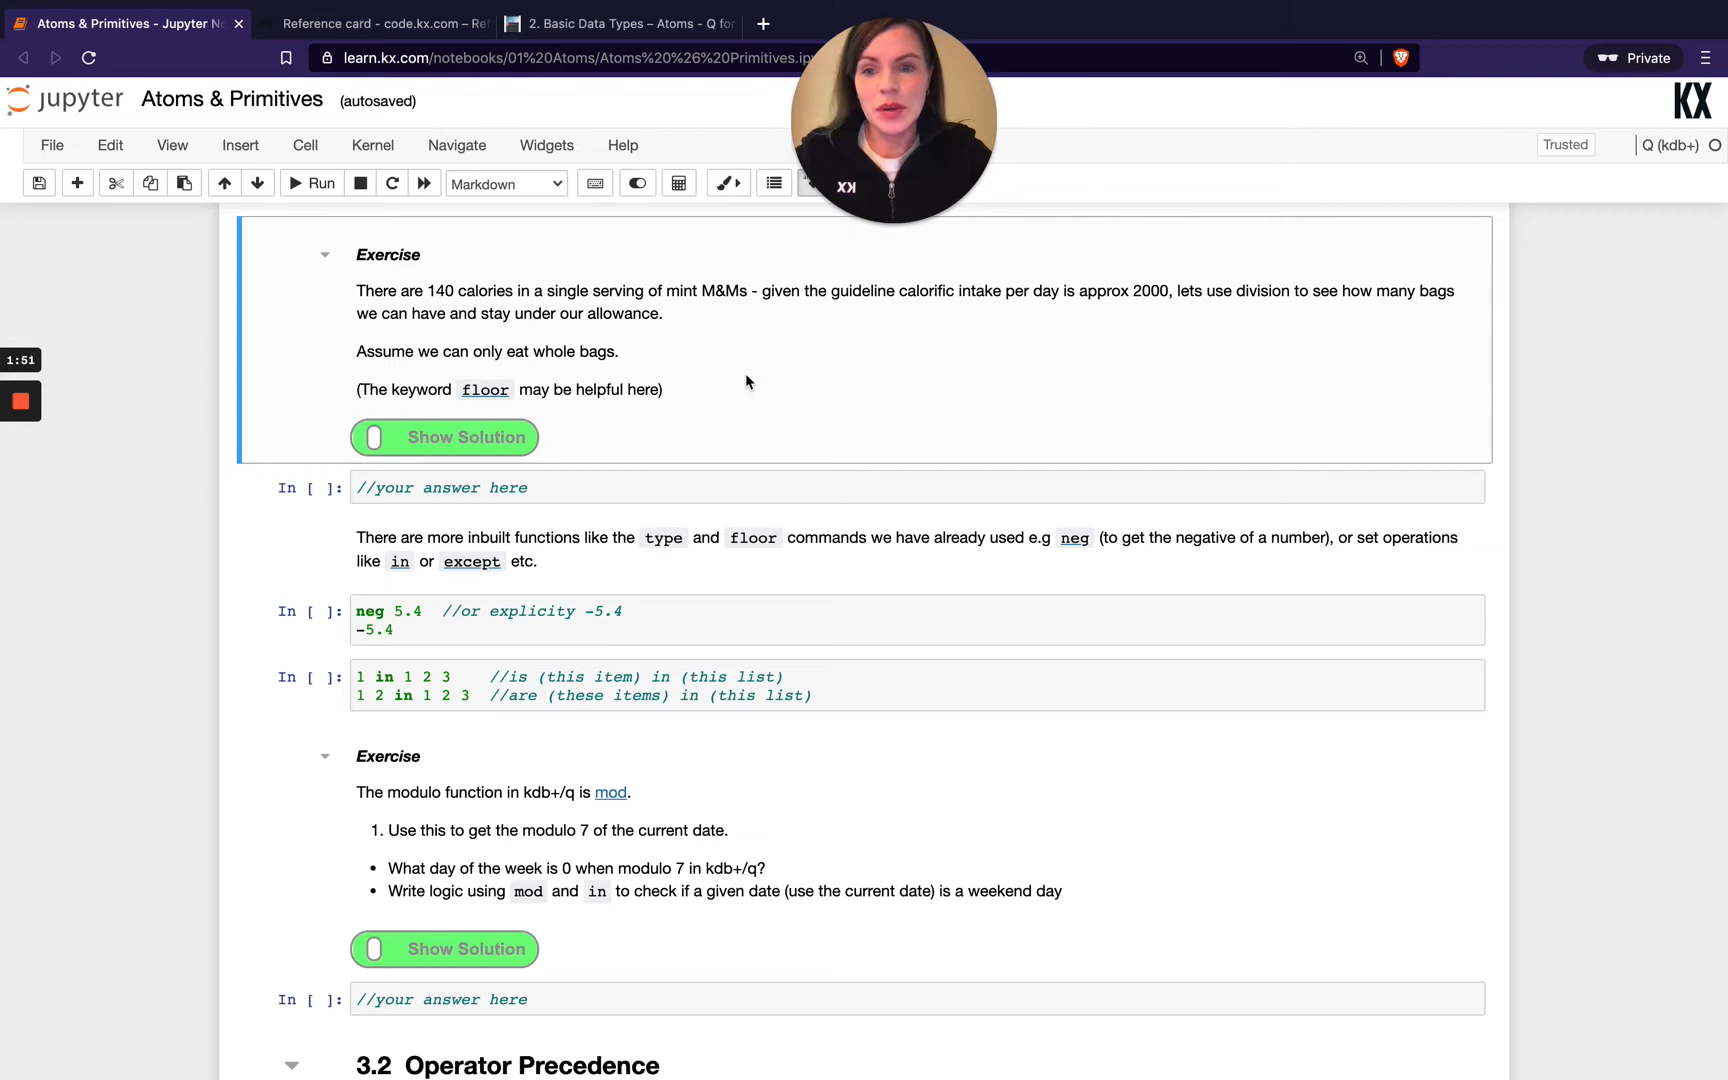 Atoms & Primitives - Jupyter No
Reference card - code.kx.com – Ref
2. Basic Data Types – Atoms - Q for
learn.kx.com/notebooks/01%20Atoms/Atoms%20%26%20Primitives.ip
Private
jupyter Atoms & Primitives (autosaved)
KX
File Edit View Insert Cell Kernel Navigate Widgets Help
Trusted
Q (kdb+)
Run
Markdown
KX
Exercise
There are 140 calories in a single serving of mint M&Ms - given the guideline calorific intake per day is approx 2000, lets use division to see how many bags
we can have and stay under our allowance.
1:51
Assume we can only eat whole bags.
(The keyword floor may be helpful here)
Show Solution
In [ ]: //your answer here
There are more inbuilt functions like the type and floor commands we have already used e.g neg (to get the negative of a number), or set operations
like in or except etc.
In [ ]: neg 5.4 //or explicity -5.4
-5.4
In [ ]: 1 in 1 2 3 //is (this item) in (this list)
1 2 in 1 2 3 //are (these items) in (this list)
Exercise
The modulo function in kdb+/q is mod.
1. Use this to get the modulo 7 of the current date.
• What day of the week is 0 when modulo 7 in kdb+/q?
• Write logic using mod and in to check if a given date (use the current date) is a weekend day
Show Solution
In [ ]: //your answer here
3.2 Operator Precedence